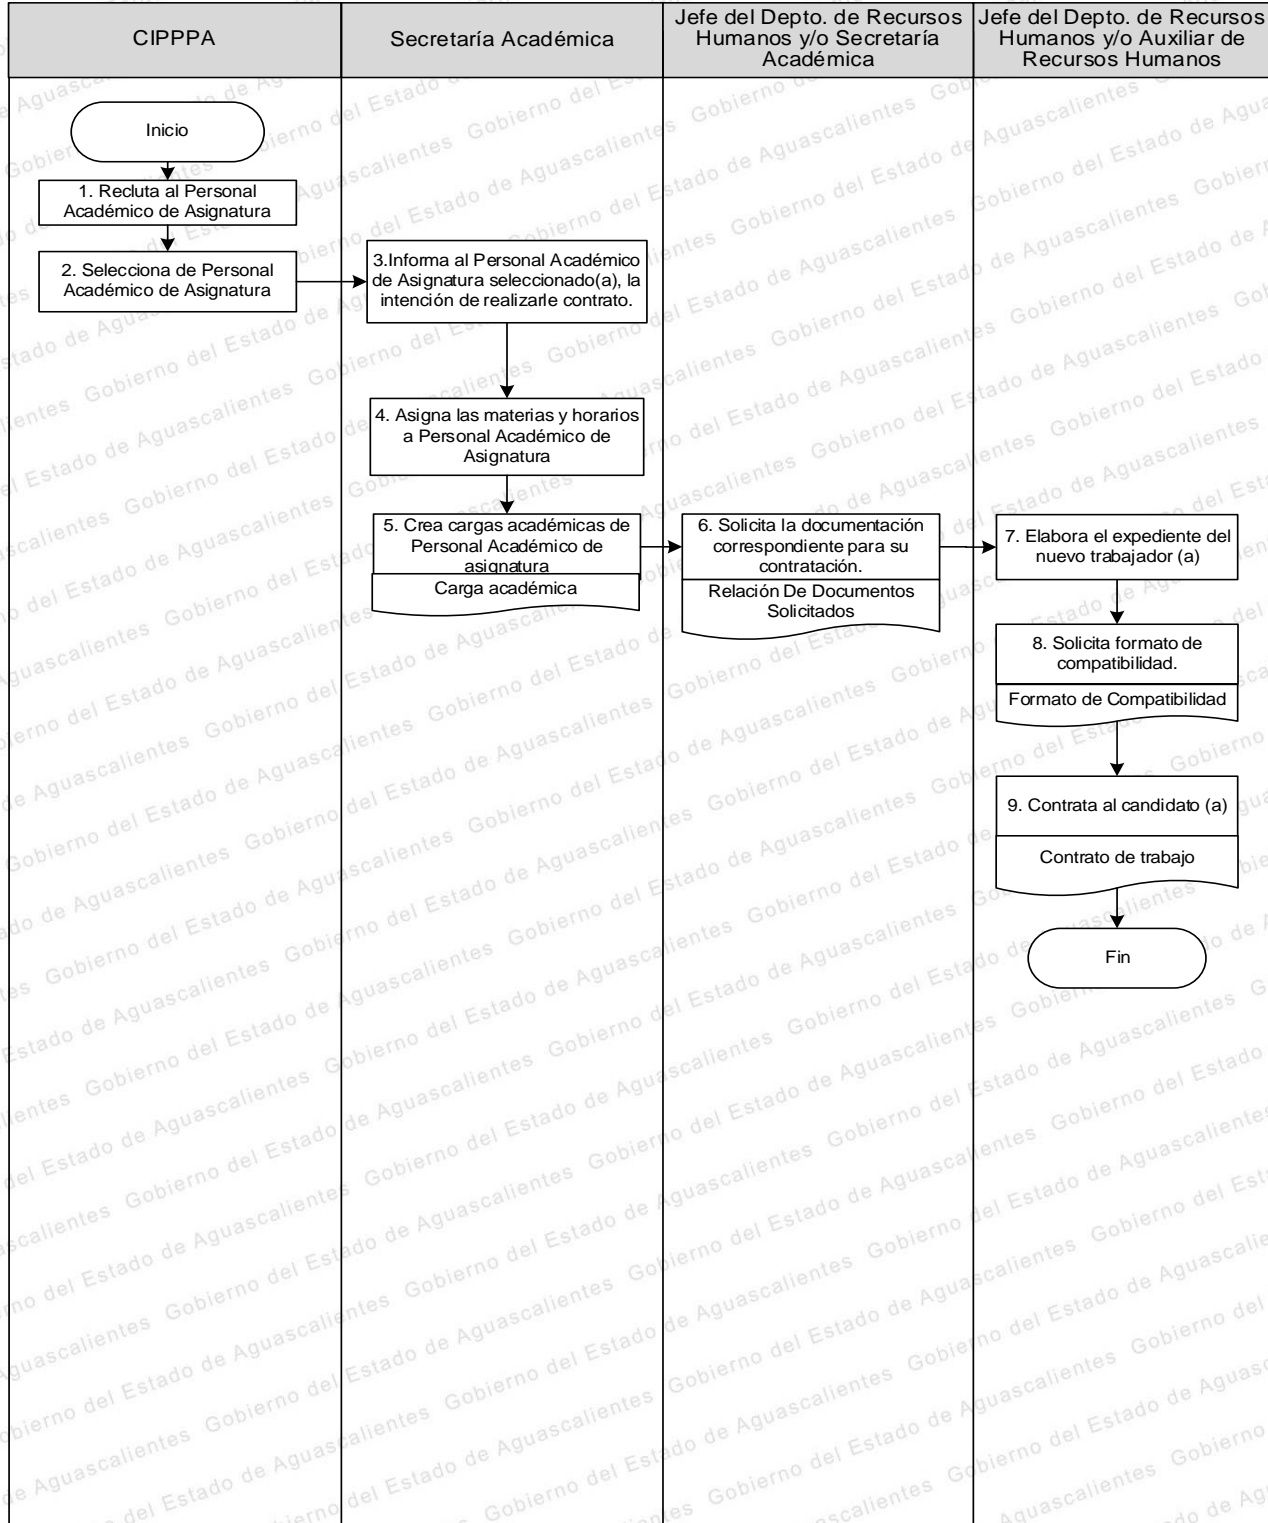 CIPPPA
Secretaría Académica
Jefe del Depto. de Recursos
Humanos y/o Secretaría
Académica
Jefe del Depto. de Recursos
Humanos y/o Auxiliar de
Recursos Humanos
Inicio
1. Recluta al Personal
Académico de Asignatura
2. Selecciona de Personal
Académico de Asignatura
3.Informa al Personal Académico
de Asignatura seleccionado(a), la
intención de realizarle contrato.
4. Asigna las materias y horarios
a Personal Académico de
Asignatura
5. Crea cargas académicas de
Personal Académico de
asignatura
Carga académica
6. Solicita la documentación
correspondiente para su
contratación.
Relación De Documentos
Solicitados
7. Elabora el expediente del
nuevo trabajador (a)
8. Solicita formato de
compatibilidad.
Formato de Compatibilidad
9. Contrata al candidato (a)
Contrato de trabajo
Fin
Gobierno del Estado de Aguascalientes